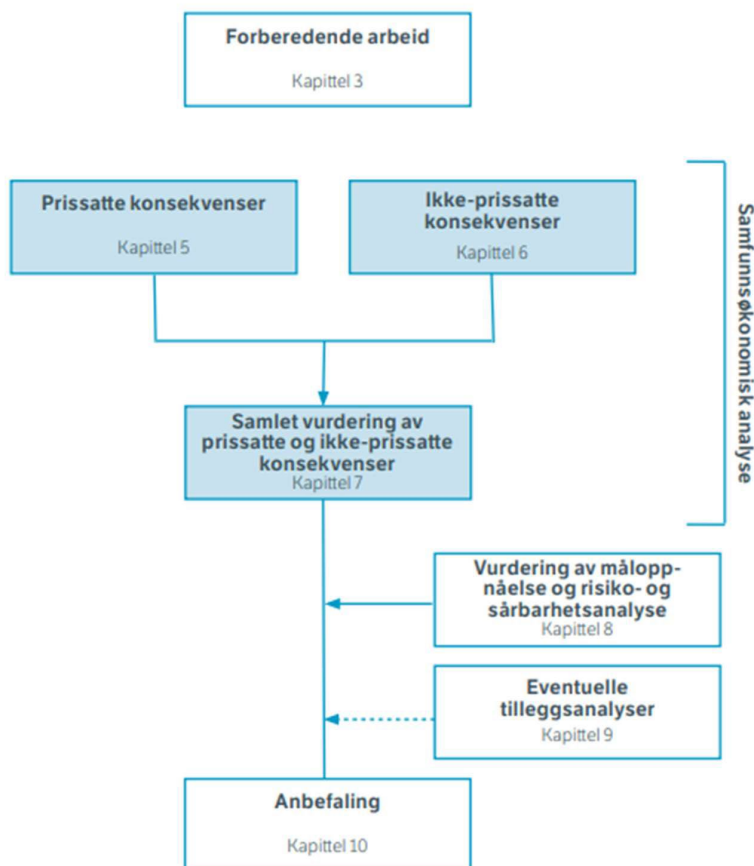 Forberedende arbeid
Kapittel 3
Prissatte konsekvenser
Kapittel 5
Ikke-prissatte
konsekvenser
Kapittel 6
Samfunnsøkonomisk analyse
Samlet vurdering av
prissatte og ikke-prissatte
konsekvenser
Kapittel 7
Vurdering av målopp-
nåelse og risiko- og
sårbarhetsanalyse
Kapittel 8
Eventuelle
tilleggsanalyser
Kapittel 9
Anbefaling
Kapittel 10